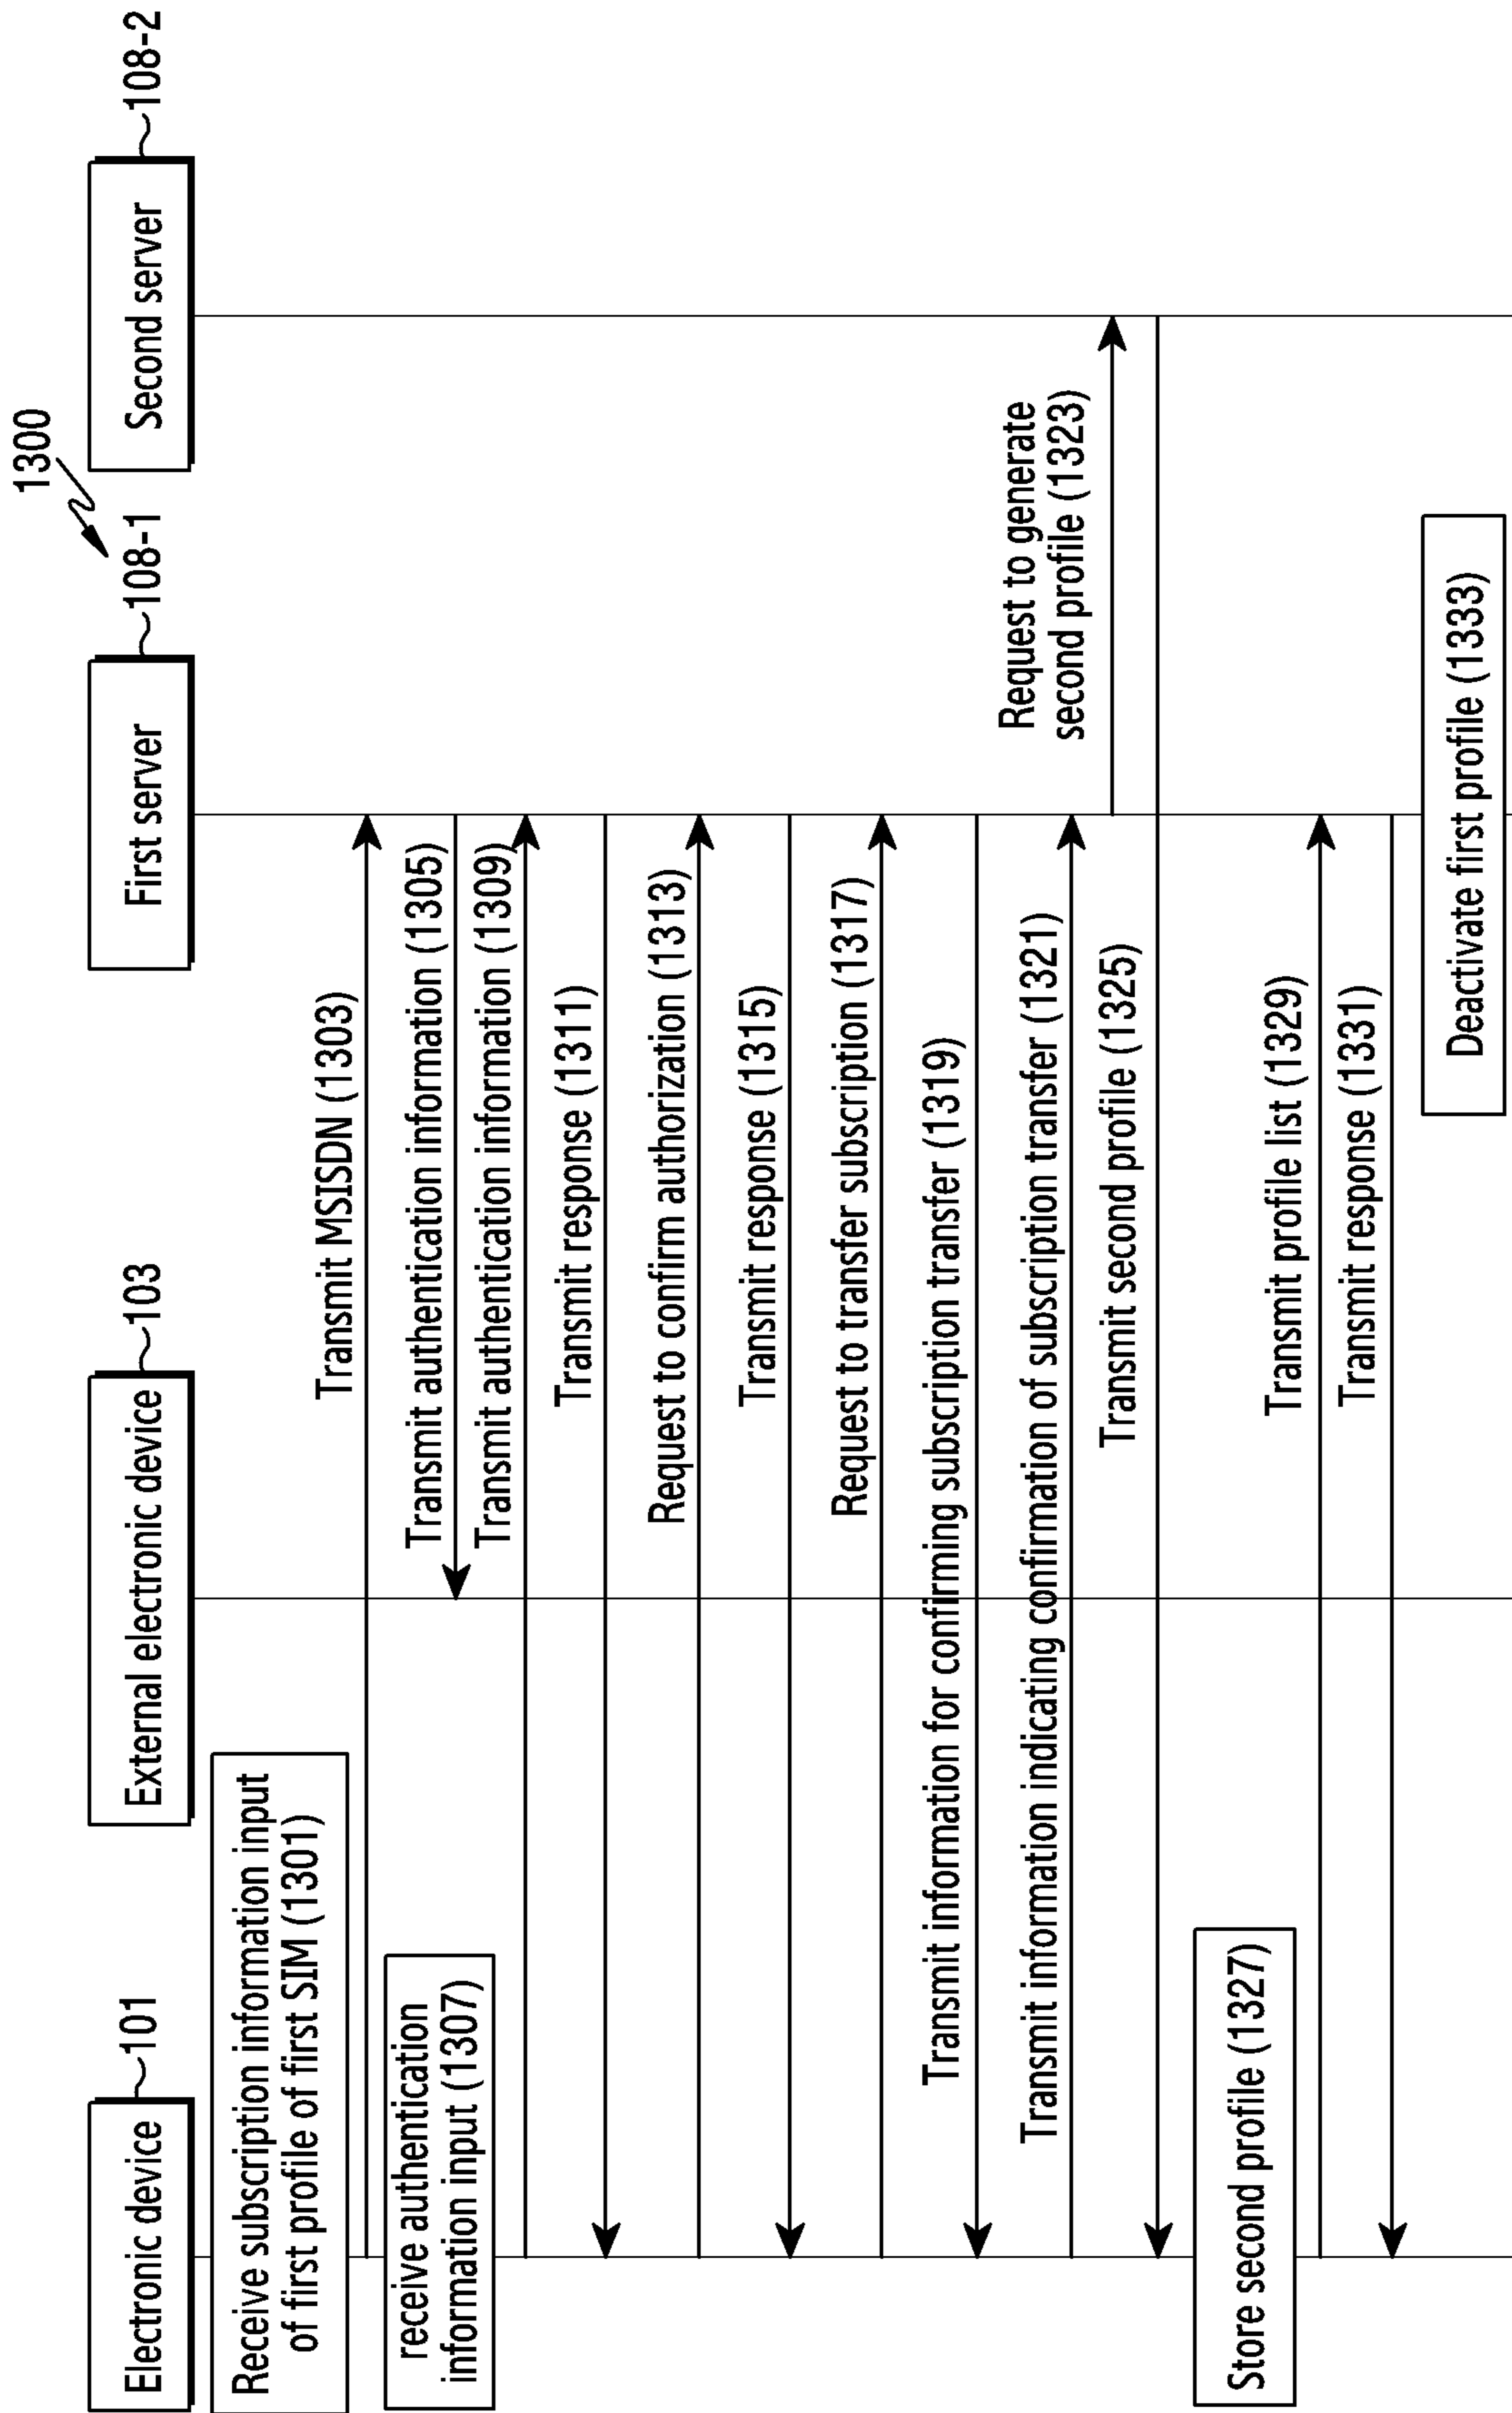 1300
Electronic device
101
External electronic device
103
First server
108-1
Second server
108-2
Receive subscription information input
of first profile of first SIM (1301)
Transmit MSISDN (1303)
Transmit authentication information (1305)
receive authentication
information input (1307)
Transmit authentication information (1309)
Transmit response (1311)
Request to confirm authorization (1313)
Transmit response (1315)
Request to transfer subscription (1317)
Transmit information for confirming subscription transfer (1319)
Transmit information indicating confirmation of subscription transfer (1321)
Request to generate
second profile (1323)
Transmit second profile (1325)
Store second profile (1327)
Transmit profile list (1329)
Transmit response (1331)
Deactivate first profile (1333)